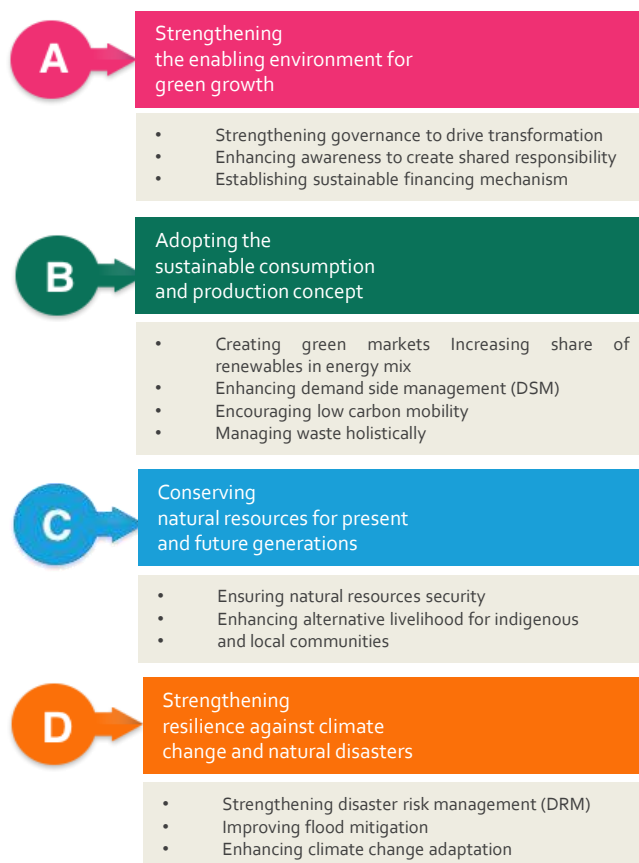 A
Strengthening
the enabling environment for
green growth
• Strengthening governance to drive transformation
• Enhancing awareness to create shared responsibility
• Establishing sustainable financing mechanism
B
Adopting the
sustainable consumption
and production concept
• Creating green markets Increasing share of
renewables in energy mix
• Enhancing demand side management (DSM)
• Encouraging low carbon mobility
• Managing waste holistically
C
Conserving
natural resources for present
and future generations
• Ensuring natural resources security
• Enhancing alternative livelihood for indigenous
• and local communities
D
Strengthening
resilience against climate
change and natural disasters
• Strengthening disaster risk management (DRM)
• Improving flood mitigation
• Enhancing climate change adaptation